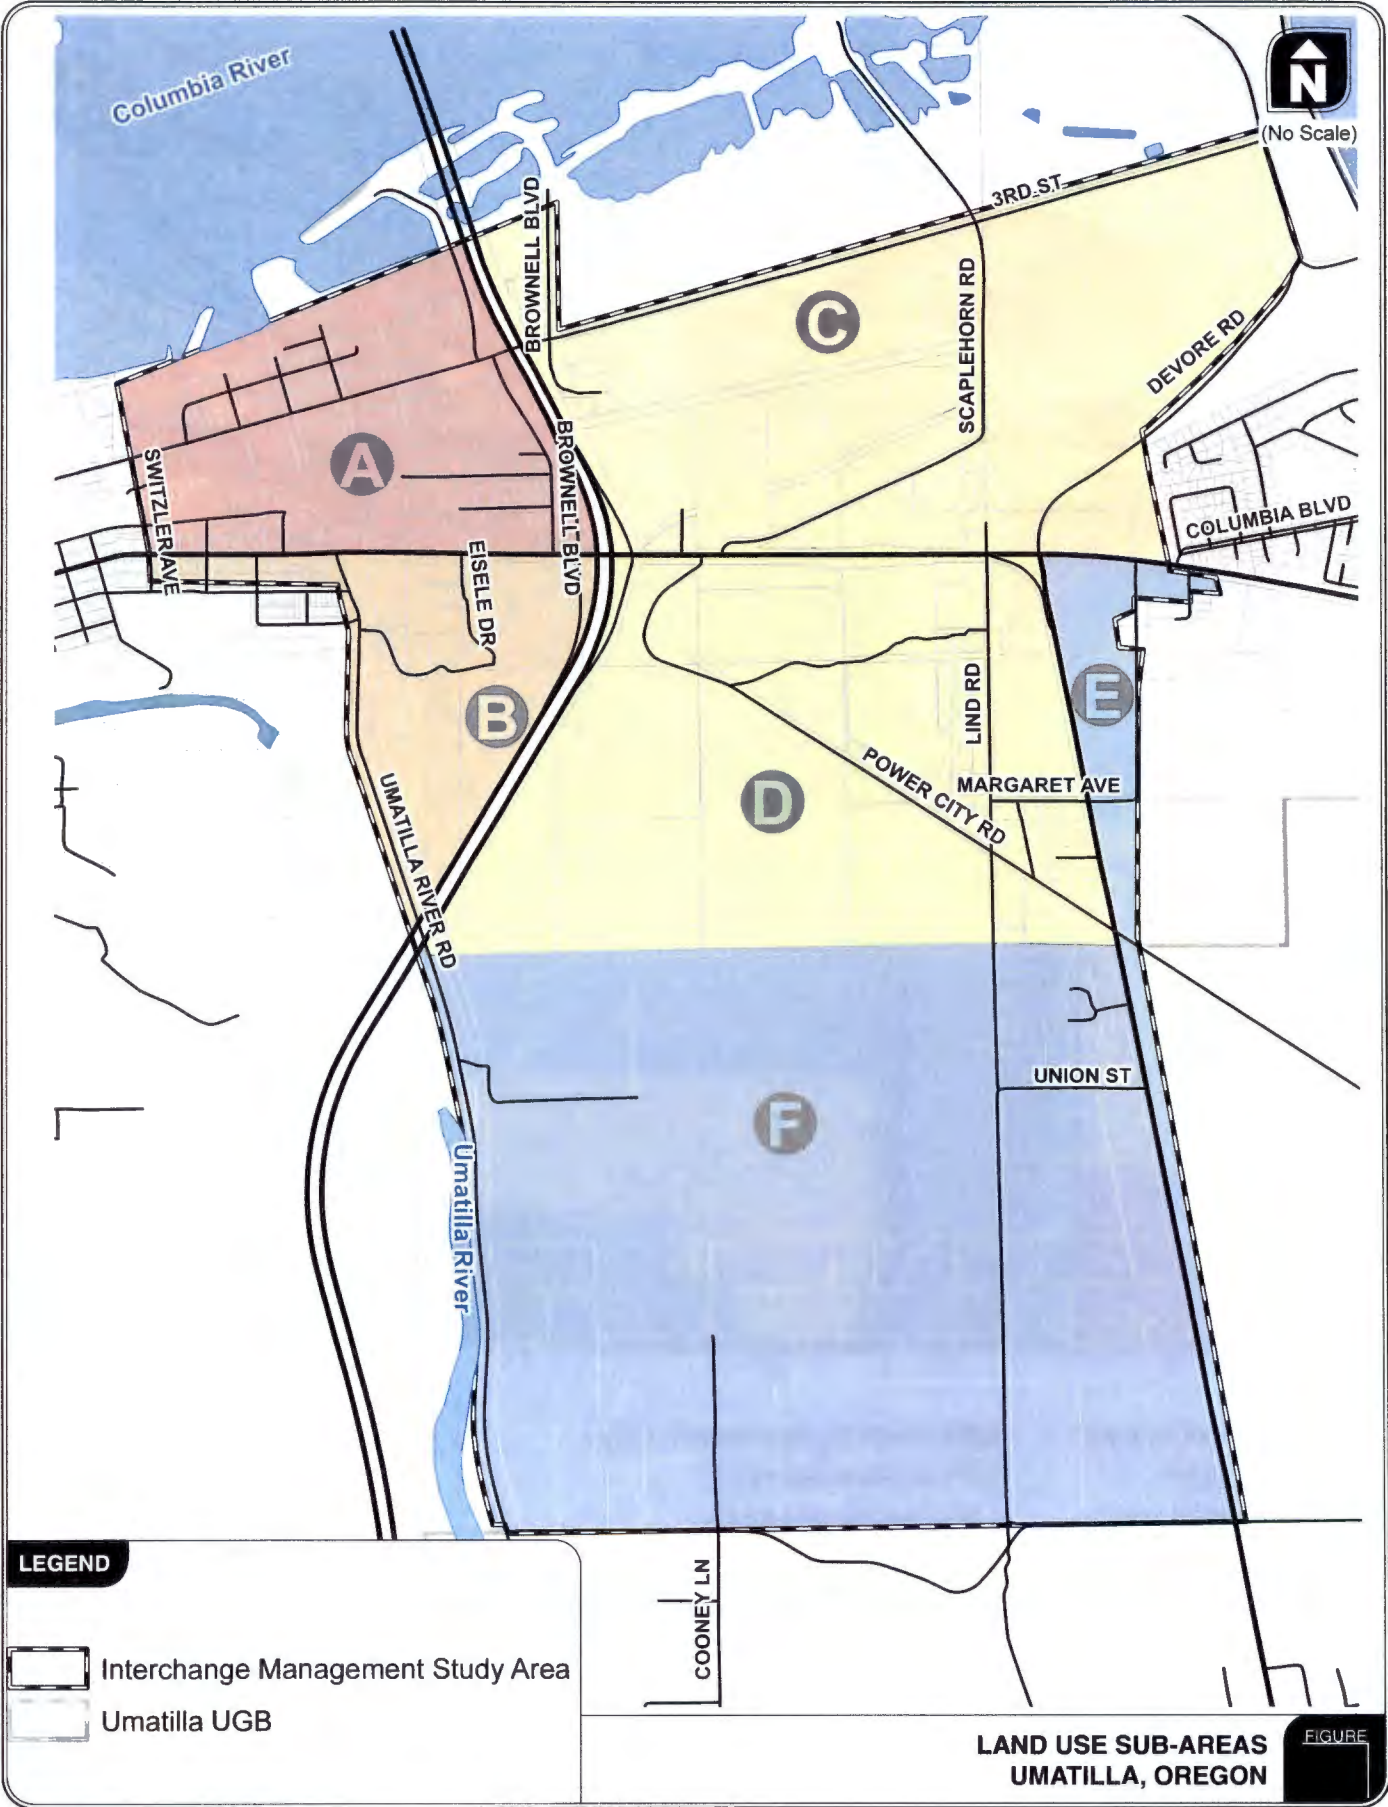 Columbia River
N
(No Scale)
3RD ST
BROWNELL BLVD
SCAPLEHORN RD
C
DEVORE RD
A
SWITZLER AVE
BROWNELL BLVD
COLUMBIA BLVD
EISELE DR
B
E
LIND RD
UMATILLA RIVER RD
POWER CITY RD
MARGARET AVE
D
UNION ST
F
Umatilla River
COONEY LN
LEGEND
Interchange Management Study Area
Umatilla UGB
LAND USE SUB-AREAS
UMATILLA, OREGON
FIGURE